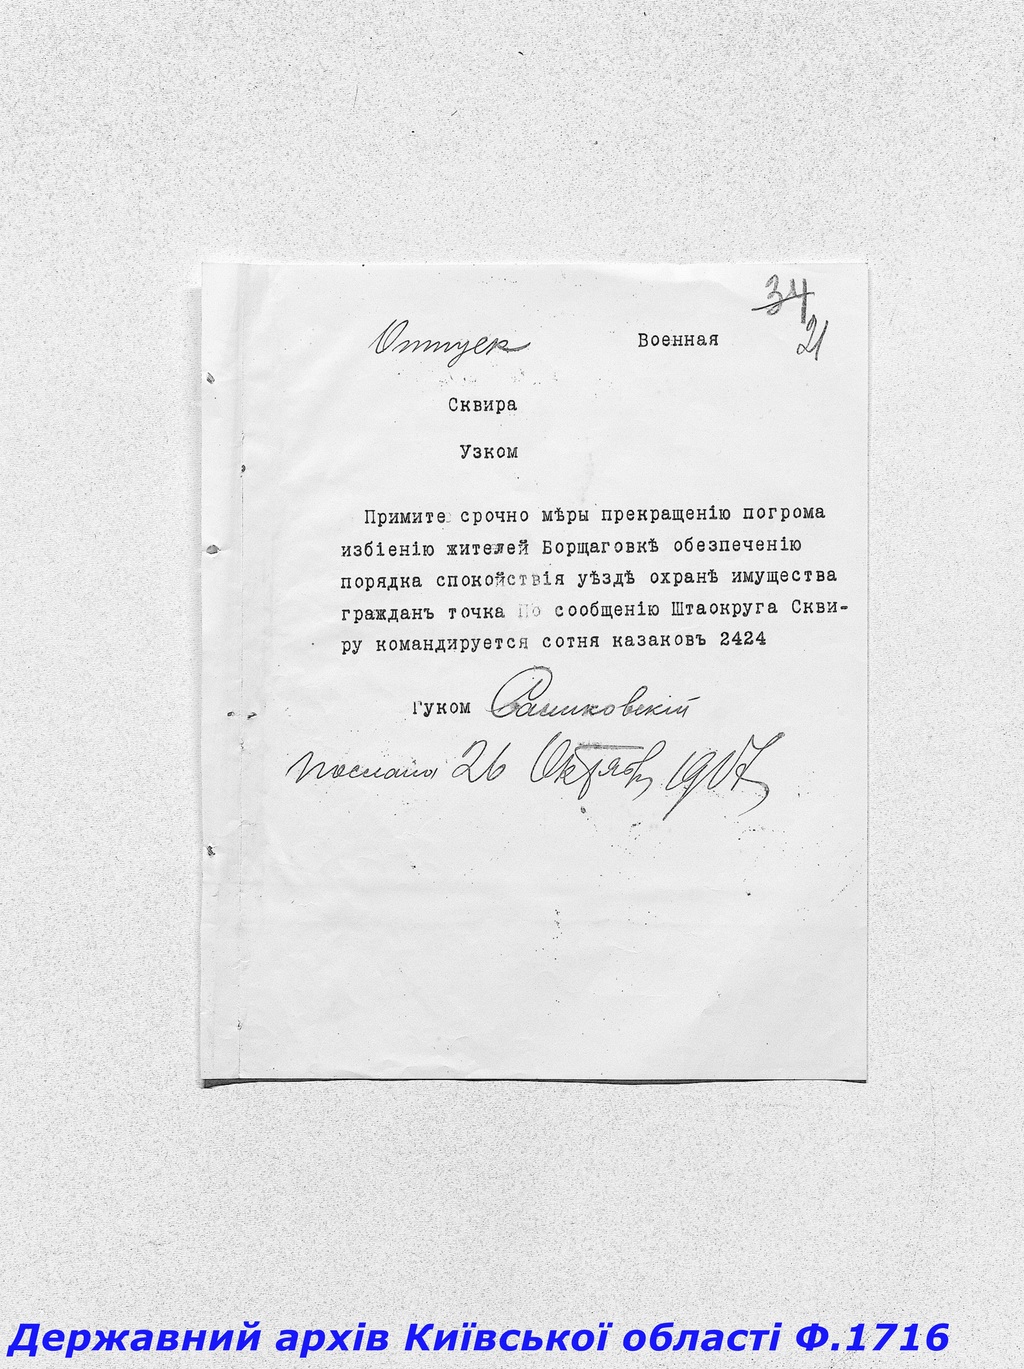 34
21
Отпуск
Военная
Сквира
Узком
Примите срочно мѣры прекращенію погрома
избіенію жителей Борщаговкѣ обезпеченію
порядка спокойствія уѣздѣ охранѣ имущества
гражданъ точка По сообщенію Штаокруга Скви-
ру командируется сотня казаковъ 2424
Гуком
послана 26 Октябр 1917
Державний архів Київської області Ф.1716